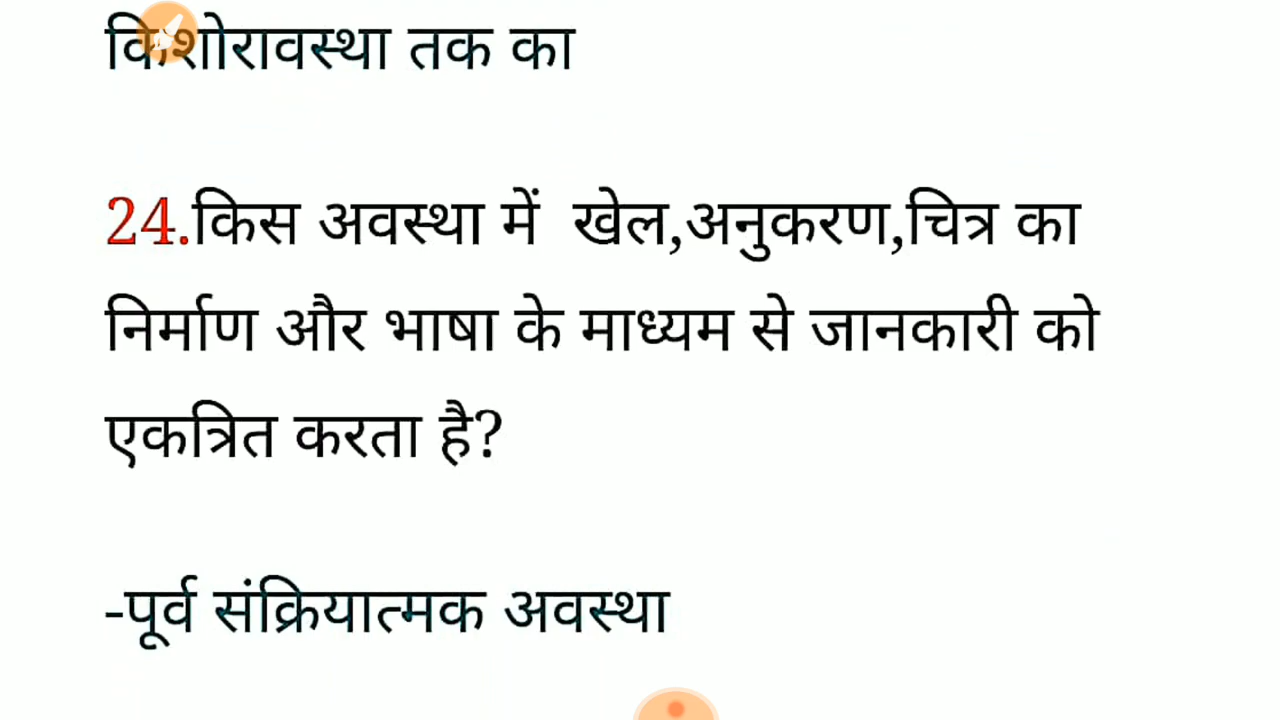 किशोरावस्था तक का
24.किस अवस्था में खेल,अनुकरण,चित्र का
निर्माण और भाषा के माध्यम से जानकारी को
एकत्रित करता है?
-पूर्व संक्रियात्मक अवस्था